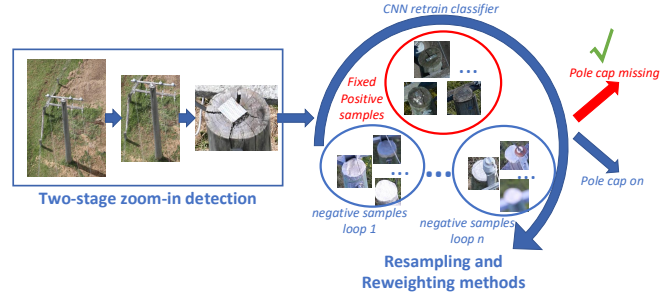 CNN retrain classifier
Fixed
Positive
samples
...
Pole cap missing
Two-stage zoom-in detection
...
...
...
Pole cap on
negative samples
loop 1
negative samples
loop n
Resampling and
Reweighting methods